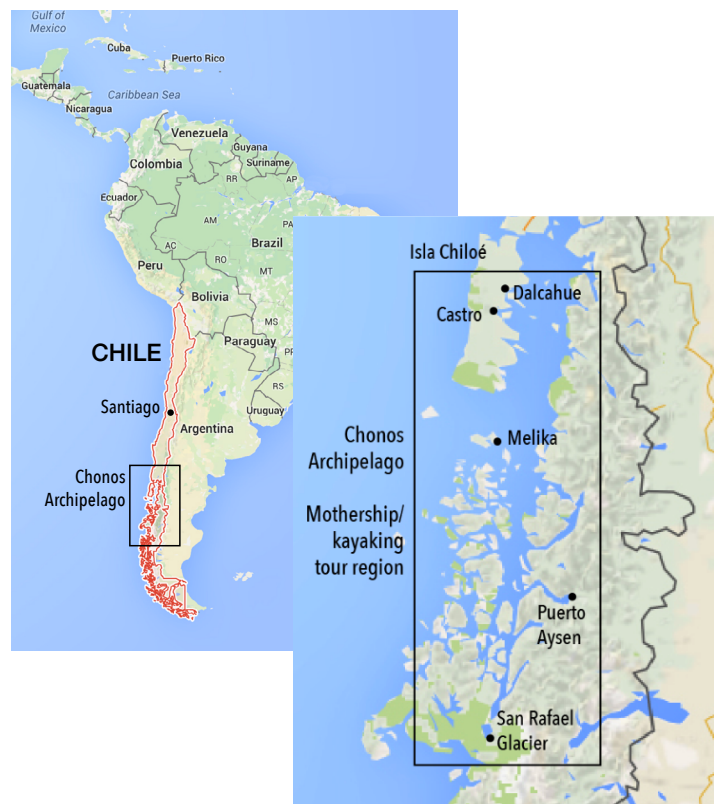 Gulf of
Mexico
Cuba
Puerto Rico
Guatemala
Caribbean Sea
Nicaragua
Venezuela
Guyana
Colombia
Suriname
RR
AP
Ecuador
AM
PA
AC
RO
Brazil
Peru
MT
Bolivia
MS
CHILE
Paraguay
PR
RS
Santiago
Uruguay
Argentina
Chonos
Archipelago
Isla Chiloé
Dalcahue
Castro
Melika
Chonos
Archipelago
Mothership/
kayaking
tour region
Puerto
Aysen
San Rafael
Glacier